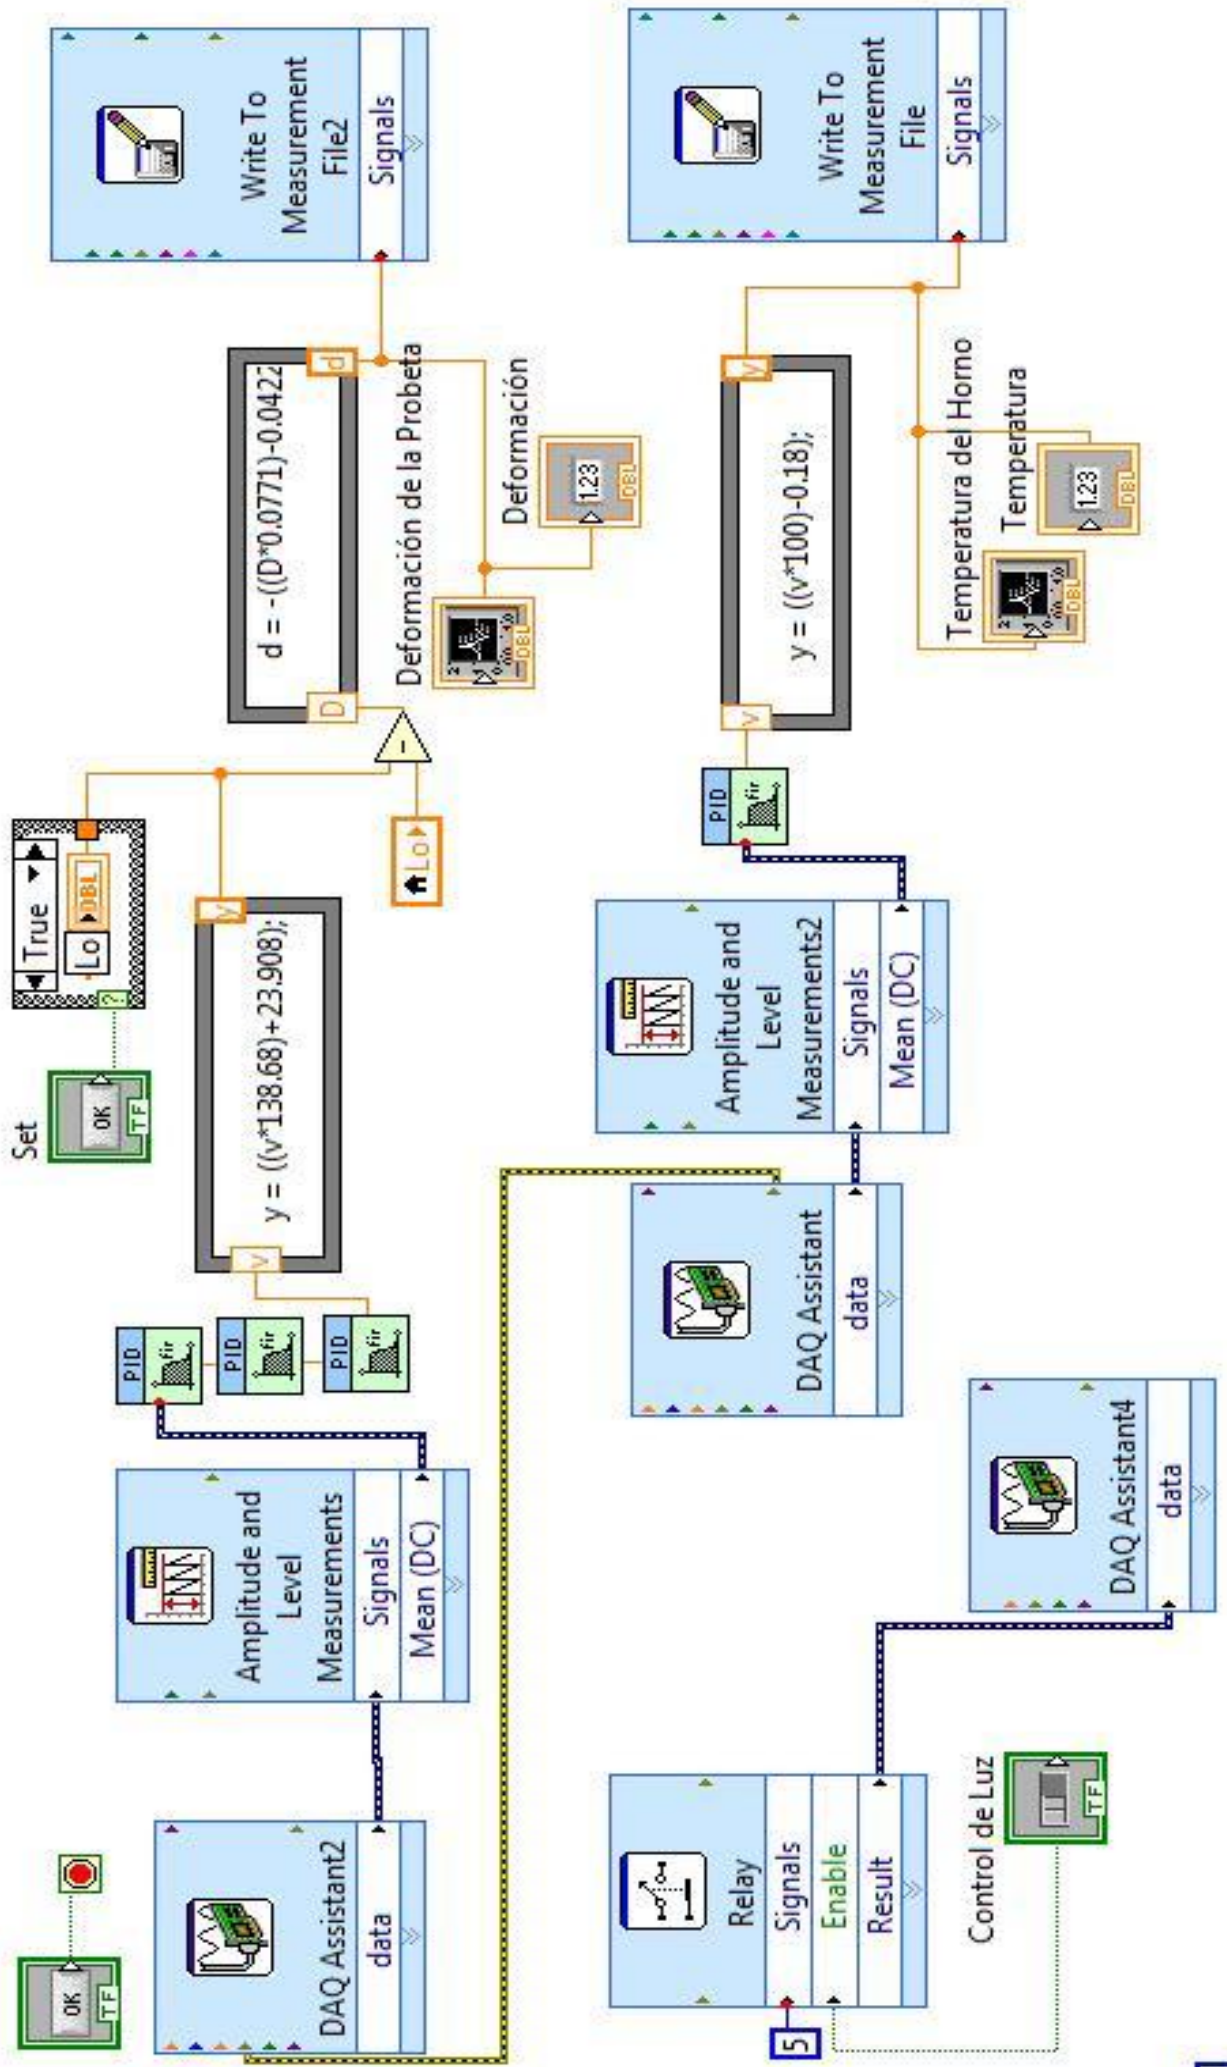 OK
TF
DAQ Assistant2
data
Amplitude and
Level
Measurements
Signals
Mean (DC)
PID
fir
PID
fir
PID
fir
Set
OK
TF
True
Lo
DBL
?
v
y = ((v*138.68)+23.908);
y
Lo
-
D
d = -((D*0.0771)-0.0422
d
Deformación de la Probeta
DBL
Deformación
1.23
DBL
Write To
Measurement
File2
Signals
5
Relay
Signals
Enable
Result
Control de Luz
TF
DAQ Assistant4
data
DAQ Assistant
data
Amplitude and
Level
Measurements2
Signals
Mean (DC)
PID
fir
v
y = ((v*100)-0.18);
y
Temperatura del Horno
DBL
Temperatura
1.23
DBL
Write To
Measurement
File
Signals